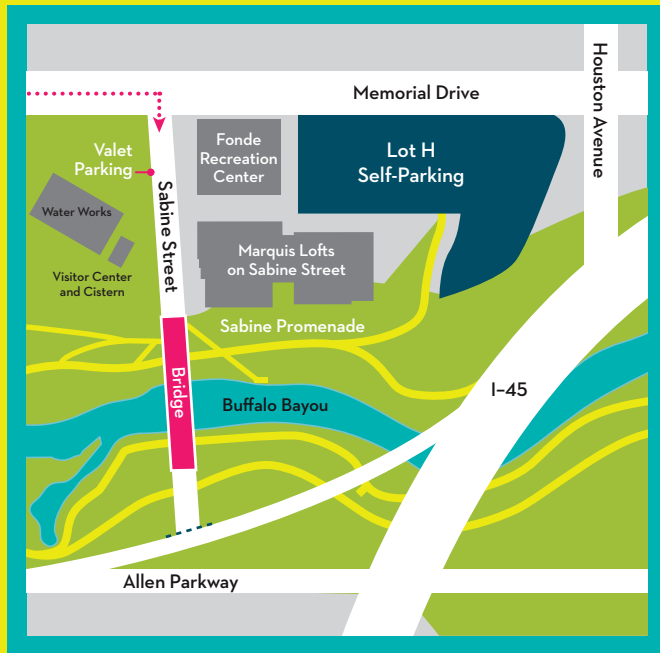 Memorial Drive
Houston Avenue
Valet
Parking
Fonde
Recreation
Center
Lot H
Self-Parking
Water Works
Sabine Street
Marquis Lofts
on Sabine Street
Visitor Center
and Cistern
Sabine Promenade
Bridge
Buffalo Bayou
I-45
Allen Parkway